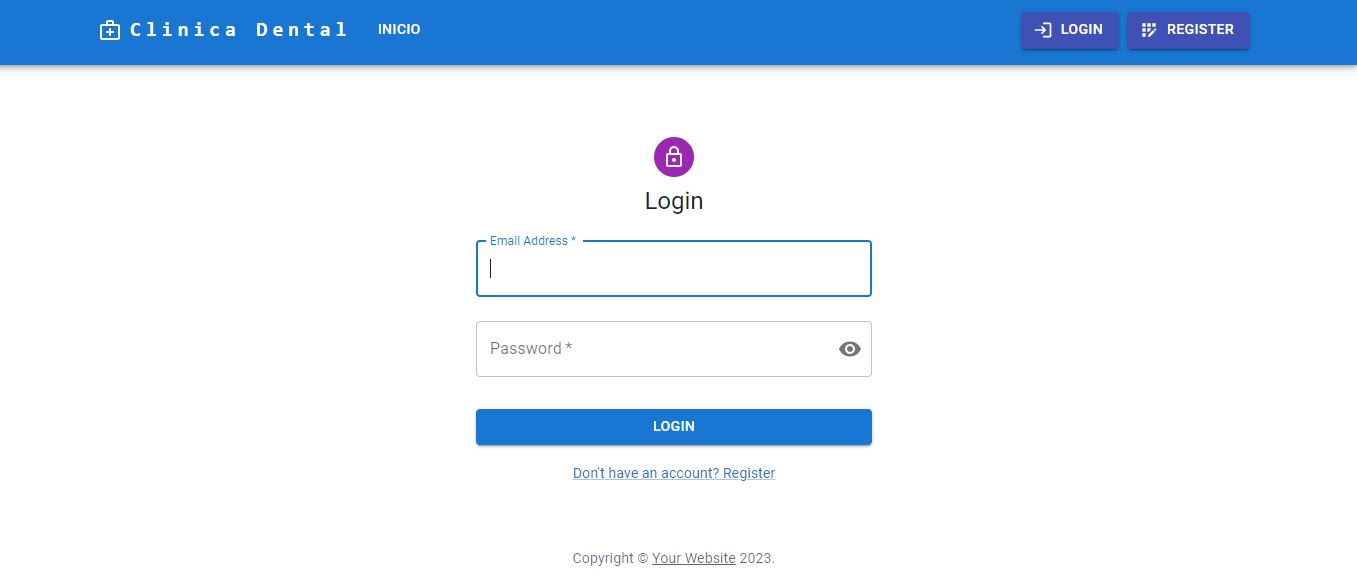 Clinica Dental INICIO LOGIN REGISTER
Login
Email Address *
Password *
LOGIN
Don't have an account? Register
Copyright © Your Website 2023.